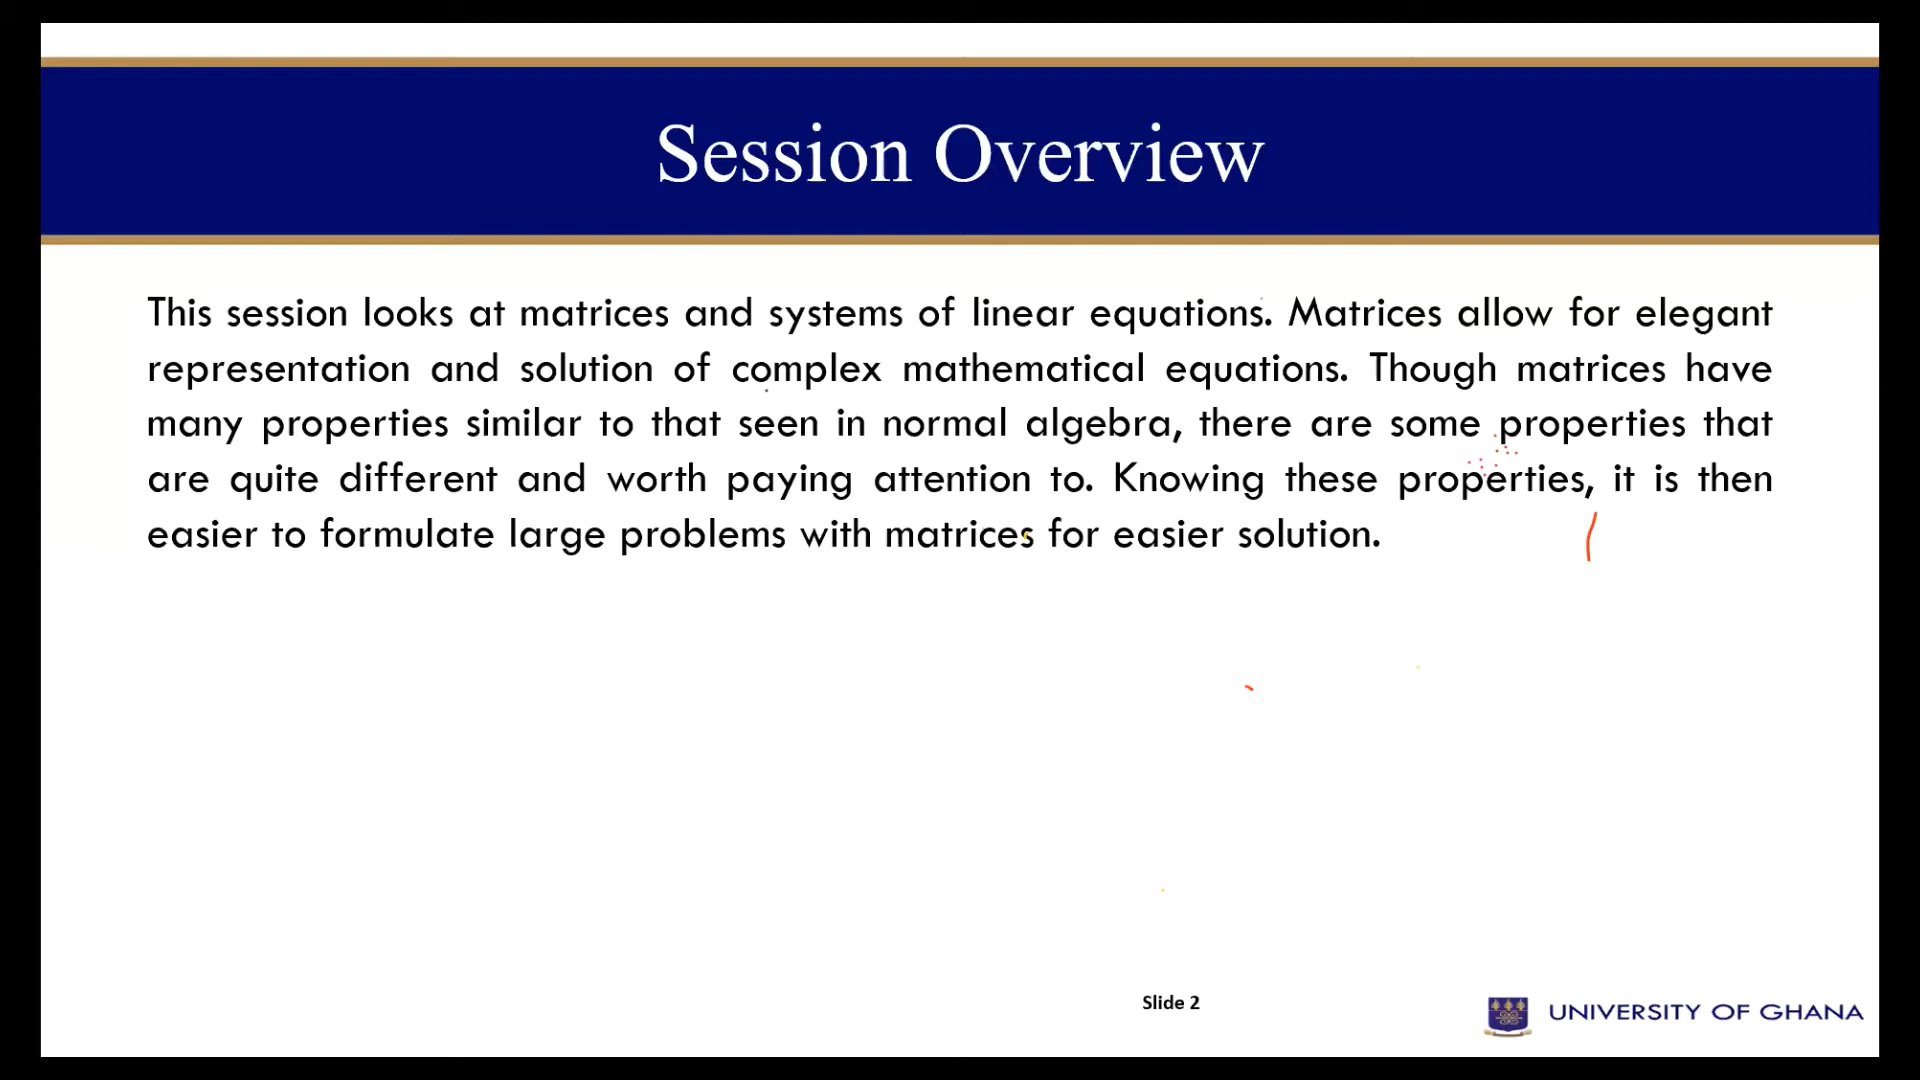 Session Overview
This session looks at matrices and systems of linear equations. Matrices allow for elegant
representation and solution of complex mathematical equations. Though matrices have
many properties similar to that seen in normal algebra, there are some properties that
are quite different and worth paying attention to. Knowing these properties, it is then
easier to formulate large problems with matrices for easier solution.
Slide 2
UNIVERSITY OF GHANA